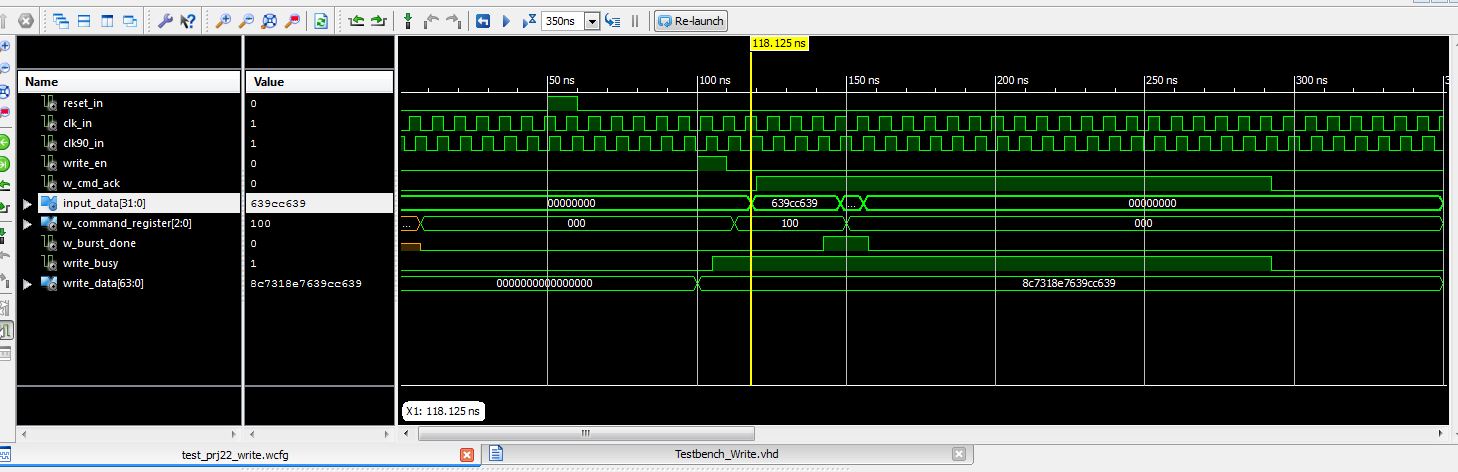 350ns Re-launch
118.125 ns
Name Value
50 ns 100 ns 150 ns 200 ns 250 ns 300 ns 3
reset_in 0
clk_in 1
clk90_in 1
write_en 0
w_cmd_ack 0
input_data[31:0] 639cc639 00000000 639cc639 ... 00000000
w_command_register[2:0] 100 ... 000 100 000
w_burst_done 0
write_busy 1
write_data[63:0] 8c7318e7639cc639 0000000000000000 8c7318e7639cc639
X1: 118.125 ns
test_prj22_write.wcfg Testbench_Write.vhd